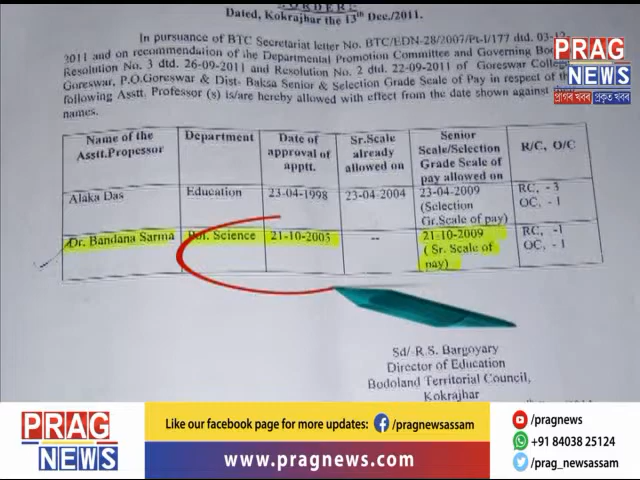 ORDER:
Dated, Kokrajhar the 13th Dec./2011.
In pursuance of BTC Secretariat letter No. BTC/EDN-28/2007/Pt-I/177 dtd. 03-12-
2011 and on recommendation of the Departmental Promotion Committee and Governing Body
Resolution No. 3 dtd. 26-09-2011 and Resolution No. 2 dtd. 22-09-2011 of Goreswar College
Goreswar, P.O.Goreswar & Dist- Baksa Senior & Selection Grade Scale of Pay in respect of the
following Asstt. Professor (s) is/are hereby allowed with effect from the date shown against their
names.
Name of the Asstt.Propessor
Department
Date of approval of apptt.
Sr.Scale already allowed on
Senior Scale/Selection Grade Scale of pay allowed on
R/C, O/C
Alaka Das
Education
23-04-1998
23-04-2004
23-04-2009 (Selection Gr.Scale of pay)
RC, - 3
OC, - 1
Dr. Bandana Sarma
Pol. Science
21-10-2005
--
21-10-2009 ( Sr. Scale of pay)
RC, -1
OC, - 1
Sd/- R.S. Bargoyary
Director of Education
Bodoland Territorial Council,
Kokrajhar
PRAG
NEWS
প্ৰাগৰ খবৰ প্ৰকৃত খবৰ
PRAG
NEWS
Like our facebook page for more updates: /pragnewsassam
www.pragnews.com
/pragnews
+91 84038 25124
/prag_newsassam